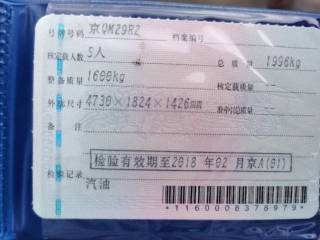 号牌号码 京QM29R2 档案编号
核定载人数 5人 总质量 1996kg
整备质量 1600kg 核定载质量 --
外廓尺寸 4730×1824×1426mm 准牵引总质量 --
备注
检验有效期至2018 年02 月京A(01)
检验记录
汽油
*1160008378979*